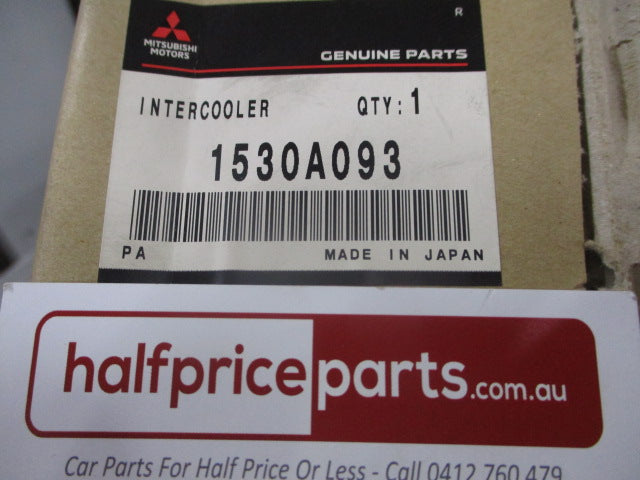 R
MITSUBISHI
MOTORS
GENUINE PARTS
INTERCOOLER QTY:1
1530A093
PA MADE IN JAPAN
halfpriceparts.com.au
Car Parts For Half Price Or Less - Call 0412 760 479